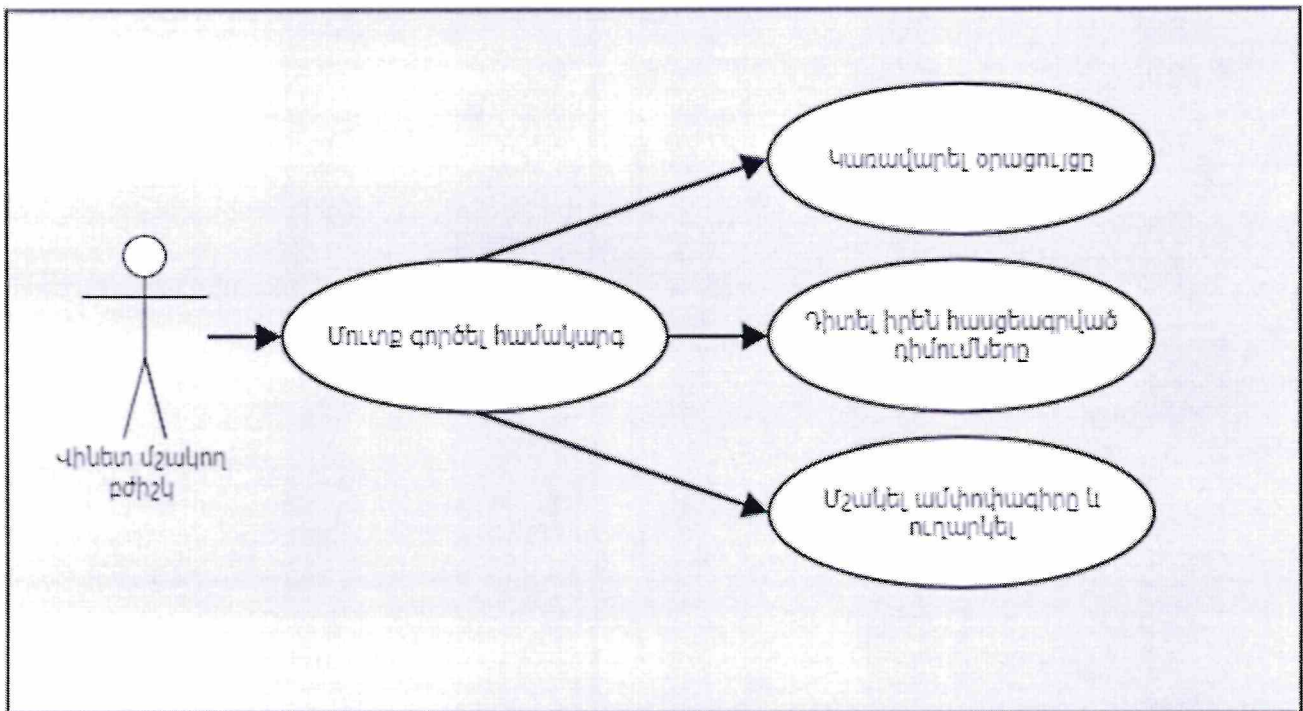 Կառավարել օրացույցը
Մուտք գործել համակարգ
Դիտել իրեն հասցեագրված
դիմումները
Վինետ մշակող
բժիշկ
Մշակել ամփոփագիրը և
ուղարկել